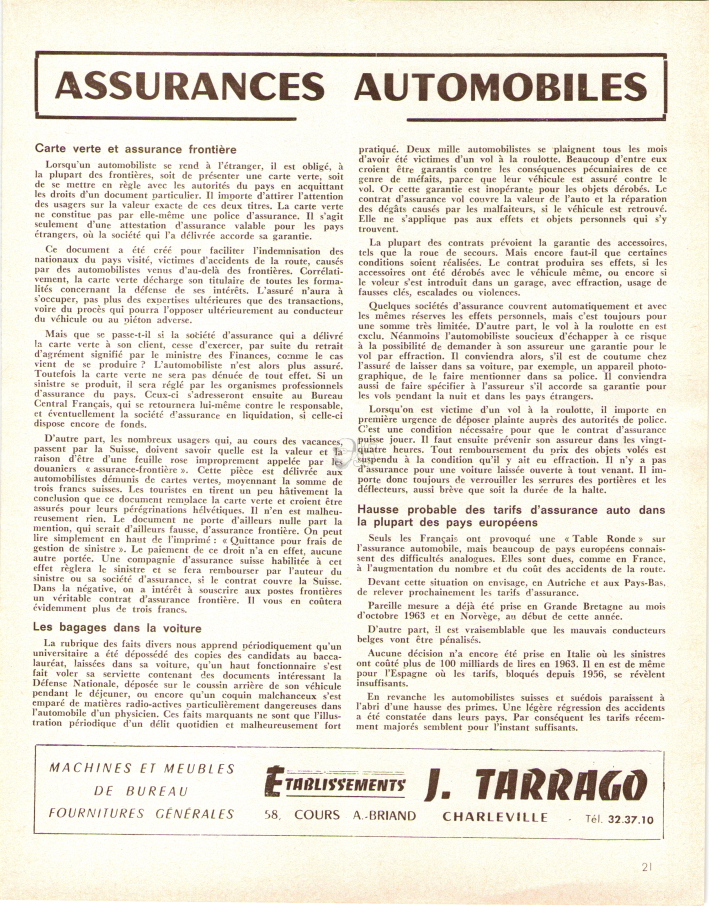 ASSURANCES AUTOMOBILES
Carte verte et assurance frontière
Lorsqu'un automobiliste se rend à l'étranger, il est obligé, à
la plupart des frontières, soit de présenter une carte verte, soit
de se mettre en règle avec les autorités du pays en acquittant
les droits d'un document particulier. Il importe d'attirer l'attention
des usagers sur la valeur exacte de ces deux titres. La carte verte
ne constitue pas par elle-même une police d'assurance. Il s'agit
seulement d'une attestation d'assurance valable pour les pays
étrangers, où la société qui l'a délivrée accorde sa garantie.
Ce document a été créé pour faciliter l'indemnisation des
nationaux du pays visité, victimes d'accidents de la route, causés
par des automobilistes venus d'au-delà des frontières. Corrélati-
vement, la carte verte décharge son titulaire de toutes les forma-
lités concernant la défense de ses intérêts. L'assuré n'aura à
s'occuper, pas plus des expertises ultérieures que des transactions,
voire du procès qui pourra l'opposer ultérieurement au conducteur
du véhicule ou au piéton adverse.
Mais que se passe-t-il si la société d'assurance qui a délivré
la carte verte à son client, cesse d'exercer, par suite du retrait
d'agrément signifié par le ministre des Finances, comme le cas
vient de se produire ? L'automobiliste n'est alors plus assuré.
Toutefois la carte verte ne sera pas dénuée de tout effet. Si un
sinistre se produit, il sera réglé par les organismes professionnels
d'assurance du pays. Ceux-ci s'adresseront ensuite au Bureau
Central Français, qui se retournera lui-même contre le responsable,
et éventuellement la société d'assurance en liquidation, si celle-ci
dispose encore de fonds.
D'autre part, les nombreux usagers qui, au cours des vacances,
passent par la Suisse, doivent savoir quelle est la valeur et la
raison d'être d'une feuille rose improprement appelée par les
douaniers « assurance-frontière ». Cette pièce est délivrée aux
automobilistes démunis de cartes vertes, moyennant la somme de
trois francs suisses. Les touristes en tirent un peu hâtivement la
conclusion que ce document remplace la carte verte et croient être
assurés pour leurs pérégrinations helvétiques. Il n'en est malheu-
reusement rien. Le document ne porte d'ailleurs nulle part la
mention, qui serait d'ailleurs fausse, d'assurance frontière. On peut
lire simplement en haut de l'imprimé : « Quittance pour frais de
gestion de sinistre ». Le paiement de ce droit n'a en effet, aucune
autre portée. Une compagnie d'assurance suisse habilitée à cet
effet règlera le sinistre et se fera rembourser par l'auteur du
sinistre ou sa société d'assurance, si le contrat couvre la Suisse.
Dans la négative, on a intérêt à souscrire aux postes frontières
un véritable contrat d'assurance frontière. Il vous en coûtera
évidemment plus de trois francs.
Les bagages dans la voiture
La rubrique des faits divers nous apprend périodiquement qu'un
universitaire a été dépossédé des copies des candidats au bacca-
lauréat, laissées dans sa voiture, qu'un haut fonctionnaire s'est
fait voler sa serviette contenant des documents intéressant la
Défense Nationale, déposée sur le coussin arrière de son véhicule
pendant le déjeuner, ou encore qu'un coquin malchanceux s'est
emparé de matières radio-actives particulièrement dangereuses dans
l'automobile d'un physicien. Ces faits marquants ne sont que l'illus-
tration périodique d'un délit quotidien et malheureusement fort
pratiqué. Deux mille automobilistes se plaignent tous les mois
d'avoir été victimes d'un vol à la roulotte. Beaucoup d'entre eux
croient être garantis contre les conséquences pécuniaires de ce
genre de méfaits, parce que leur véhicule est assuré contre le
vol. Or cette garantie est inopérante pour les objets dérobés. Le
contrat d'assurance vol couvre la valeur de l'auto et la réparation
des dégâts causés par les malfaiteurs, si le véhicule est retrouvé.
Elle ne s'applique pas aux effets et objets personnels qui s'y
trouvent.
La plupart des contrats prévoient la garantie des accessoires,
tels que la roue de secours. Mais encore faut-il que certaines
conditions soient réalisées. Le contrat produira ses effets, si les
accessoires ont été dérobés avec le véhicule même, ou encore si
le voleur s'est introduit dans un garage, avec effraction, usage de
fausses clés, escalades ou violences.
Quelques sociétés d'assurance couvrent automatiquement et avec
les mêmes réserves les effets personnels, mais c'est toujours pour
une somme très limitée. D'autre part, le vol à la roulotte en est
exclu. Néanmoins l'automobiliste soucieux d'échapper à ce risque
à la possibilité de demander à son assureur une garantie pour le
vol par effraction. Il conviendra alors, s'il est de coutume chez
l'assuré de laisser dans sa voiture, par exemple, un appareil photo-
graphique, de le faire mentionner dans sa police. Il conviendra
aussi de faire spécifier à l'assureur s'il accorde sa garantie pour
les vols pendant la nuit et dans les pays étrangers.
Lorsqu'on est victime d'un vol à la roulotte, il importe en
première urgence de déposer plainte auprès des autorités de police.
C'est une condition nécessaire pour que le contrat d'assurance
puisse jouer. Il faut ensuite prévenir son assureur dans les vingt-
quatre heures. Tout remboursement du prix des objets volés est
suspendu à la condition qu'il y ait eu effraction. Il n'y a pas
d'assurance pour une voiture laissée ouverte à tout venant. Il im-
porte donc toujours de verrouiller les serrures des portières et les
déflecteurs, aussi brève que soit la durée de la halte.
Hausse probable des tarifs d'assurance auto dans
la plupart des pays européens
Seuls les Français ont provoqué une « Table Ronde » sur
l'assurance automobile, mais beaucoup de pays européens connais-
sent des difficultés analogues. Elles sont dues, comme en France,
à l'augmentation du nombre et du coût des accidents de la route.
Devant cette situation on envisage, en Autriche et aux Pays-Bas,
de relever prochainement les tarifs d'assurance.
Pareille mesure a déjà été prise en Grande Bretagne au mois
d'octobre 1963 et en Norvège, au début de cette année.
D'autre part, il est vraisemblable que les mauvais conducteurs
belges vont être pénalisés.
Aucune décision n'a encore été prise en Italie où les sinistres
ont coûté plus de 100 milliards de lires en 1963. Il en est de même
pour l'Espagne où les tarifs, bloqués depuis 1956, se révèlent
insuffisants.
En revanche les automobilistes suisses et suédois paraissent à
l'abri d'une hausse des primes. Une légère régression des accidents
a été constatée dans leurs pays. Par conséquent les tarifs récem-
ment majorés semblent pour l'instant suffisants.
MACHINES ET MEUBLES
DE BUREAU
FOURNITURES GÉNÉRALES
ÉTABLISSEMENTS J. TARRAGO
58, COURS A.-BRIAND CHARLEVILLE - Tél. 32.37.10
21